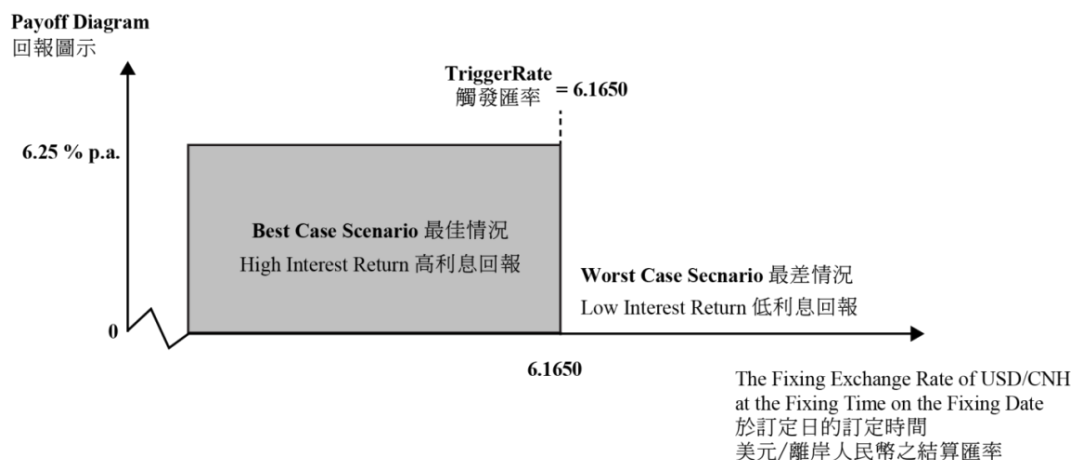 Payoff Diagram
回報圖示
TriggerRate
觸發匯率
= 6.1650
6.25 % p.a.
Best Case Scenario 最佳情況
High Interest Return 高利息回報
Worst Case Secnario 最差情況
Low Interest Return 低利息回報
0
6.1650
The Fixing Exchange Rate of USD/CNH
at the Fixing Time on the Fixing Date
於訂定日的訂定時間
美元/離岸人民幣之結算匯率